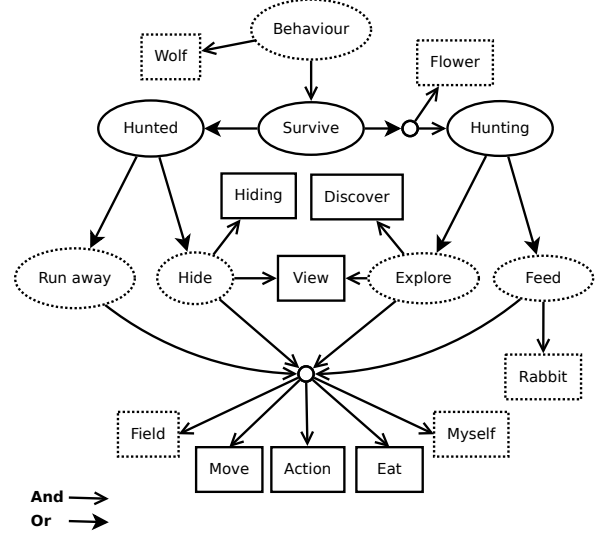 Behaviour
Wolf
Flower
Hunted
Survive
Hunting
Hiding
Discover
Run away
Hide
View
Explore
Feed
Rabbit
Field
Myself
Move
Action
Eat
And
Or